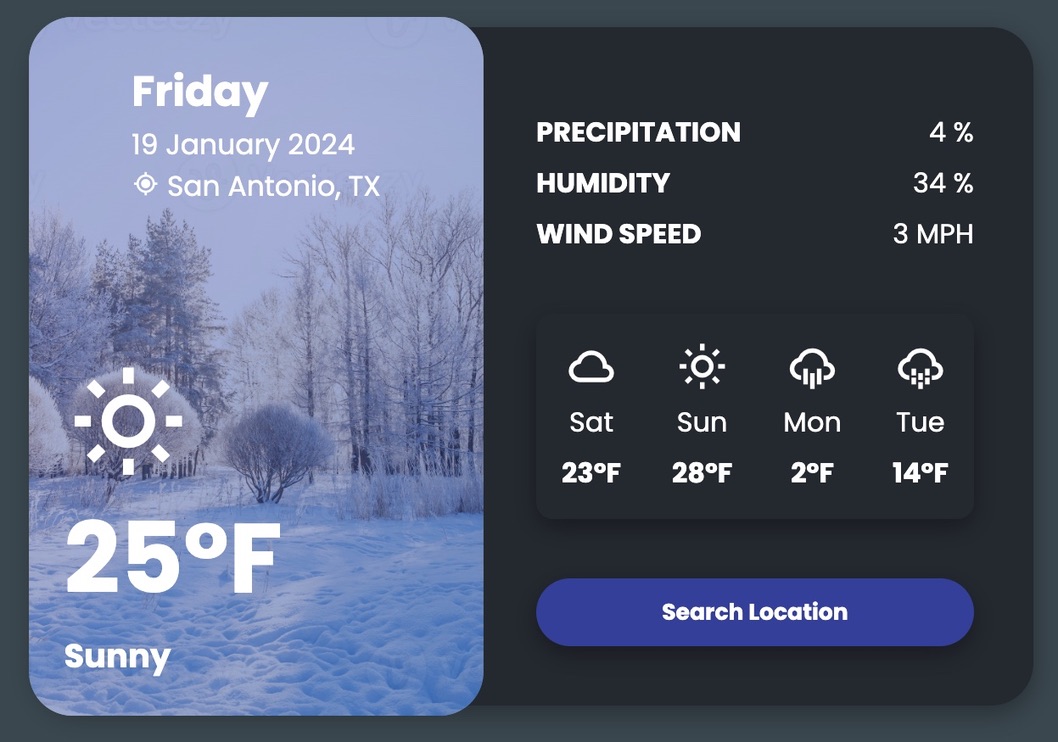 Friday
19 January 2024
San Antonio, TX
25°F
Sunny
PRECIPITATION 4 %
HUMIDITY 34 %
WIND SPEED 3 MPH
Sat Sun Mon Tue
23°F 28°F 2°F 14°F
Search Location